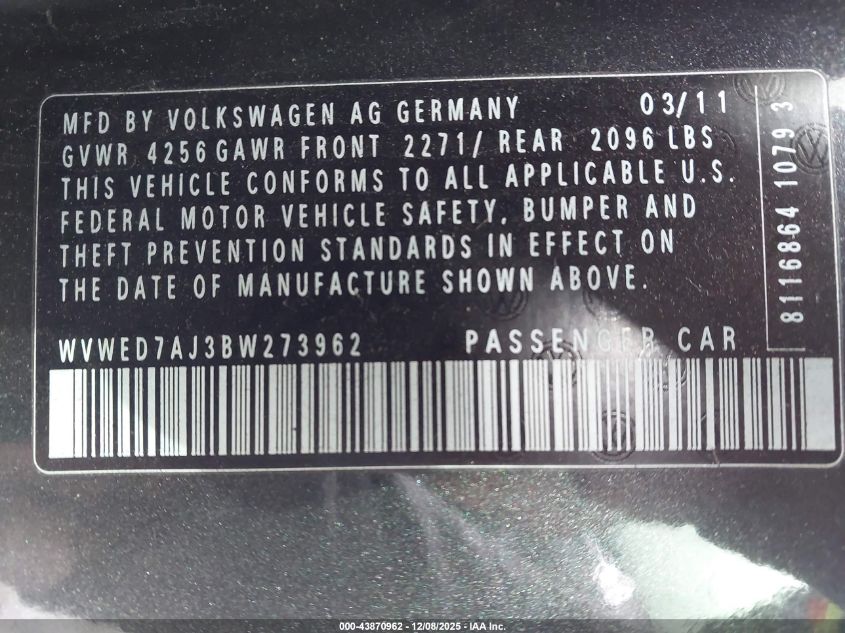 MFD BY VOLKSWAGEN AG GERMANY 03/11
GVWR 4256 GAWR FRONT 2271/ REAR 2096 LBS
THIS VEHICLE CONFORMS TO ALL APPLICABLE U.S.
FEDERAL MOTOR VEHICLE SAFETY, BUMPER AND
THEFT PREVENTION STANDARDS IN EFFECT ON
THE DATE OF MANUFACTURE SHOWN ABOVE.
WVWED7AJ3BW273962 PASSENGER CAR
8116864 1079 3
000-43870962 - 12/08/2025 - IAA Inc.